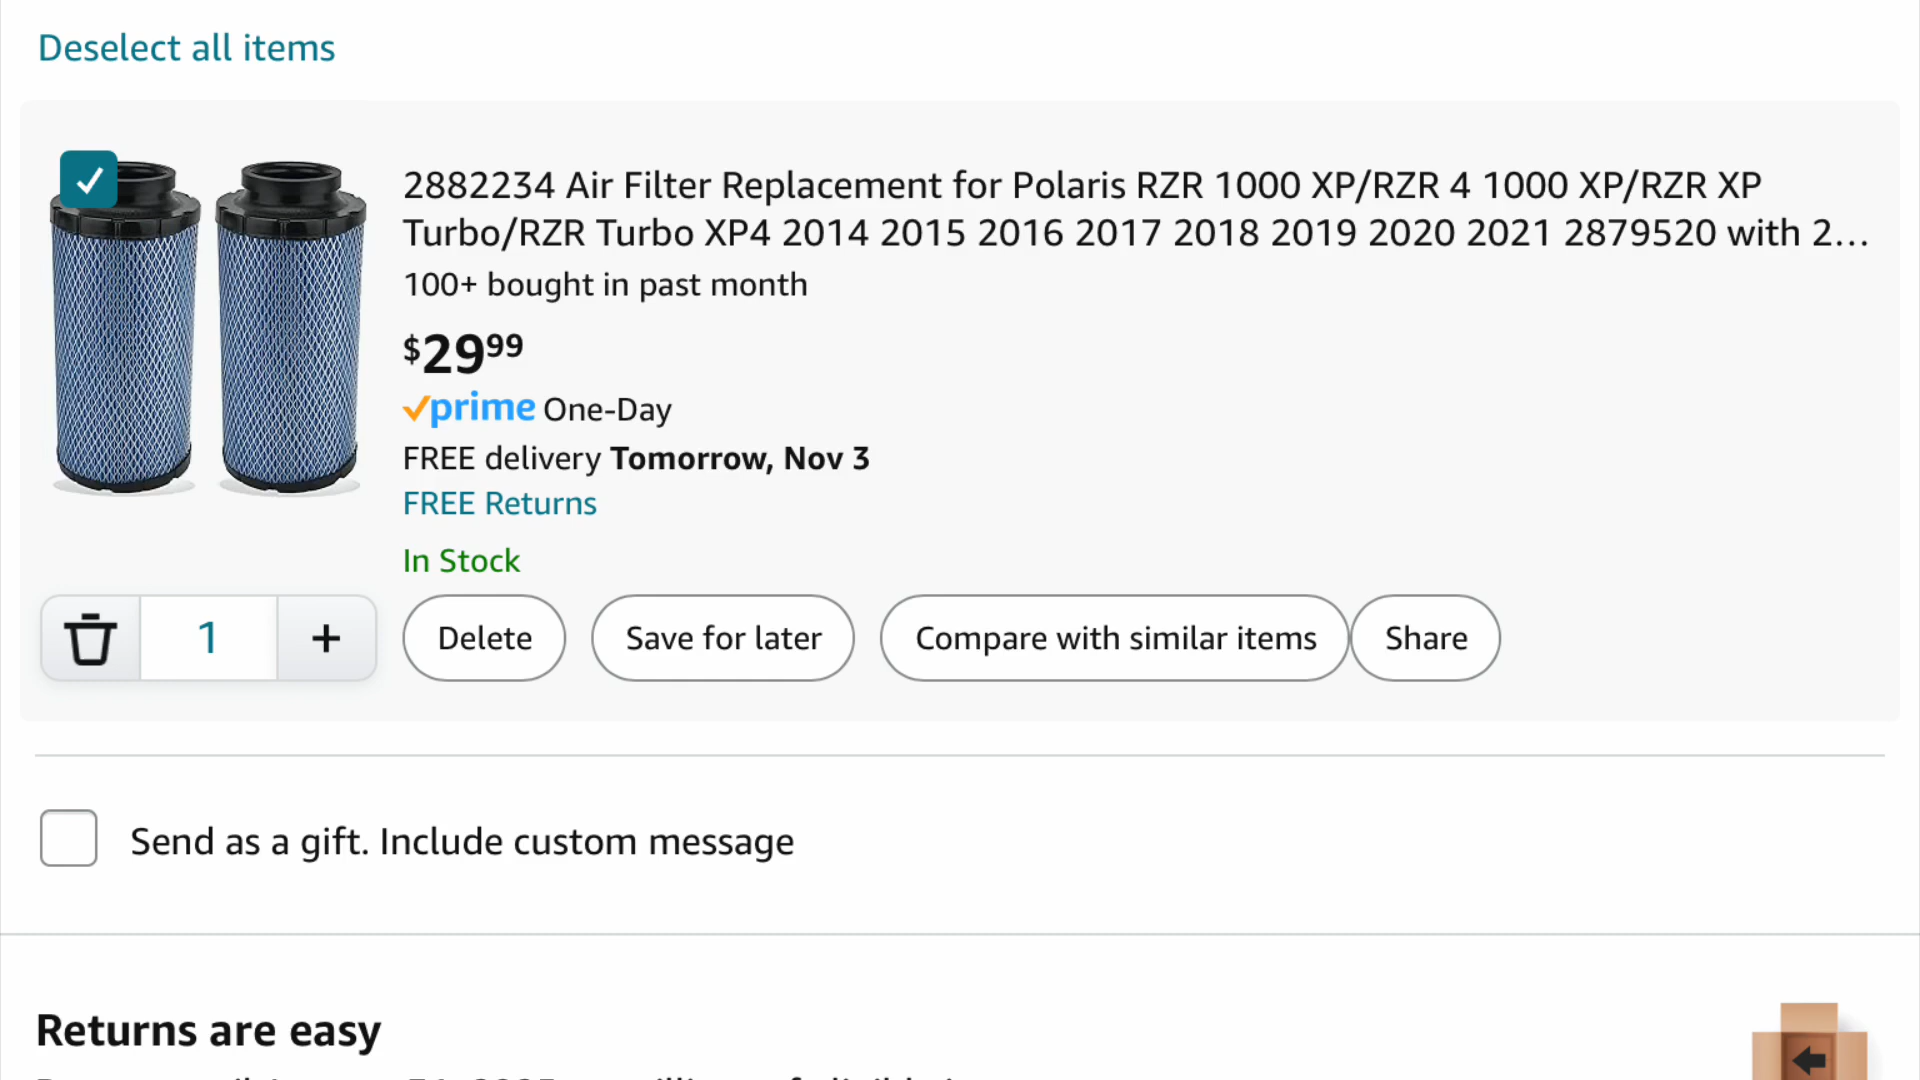 Deselect all items
2882234 Air Filter Replacement for Polaris RZR 1000 XP/RZR 4 1000 XP/RZR XP
Turbo/RZR Turbo XP4 2014 2015 2016 2017 2018 2019 2020 2021 2879520 with 2...
100+ bought in past month
$2999
prime One-Day
FREE delivery Tomorrow, Nov 3
FREE Returns
In Stock
1 + Delete Save for later Compare with similar items Share
Send as a gift. Include custom message
Returns are easy